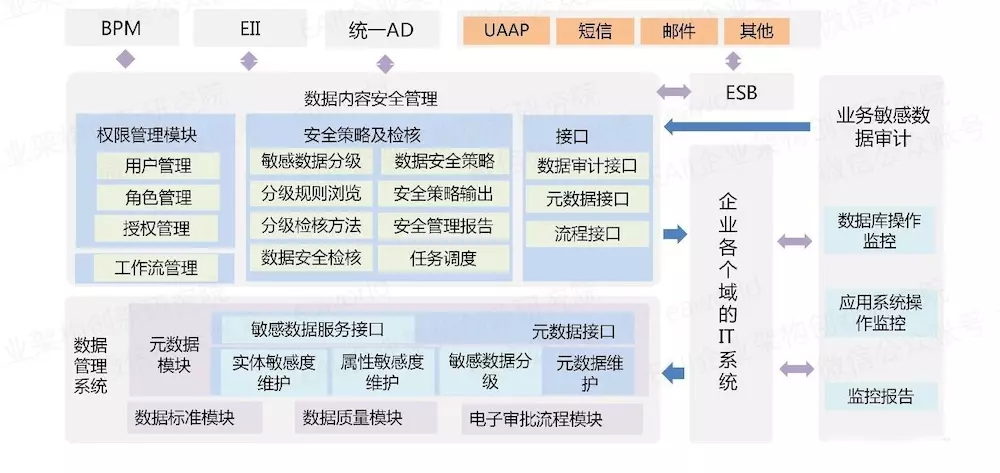 BPM
EII
统一AD
UAAP
短信
邮件
其他
数据内容安全管理
ESB
权限管理模块
用户管理
角色管理
授权管理
工作流管理
安全策略及检核
敏感数据分级
数据安全策略
分级规则浏览
安全策略输出
分级检核方法
安全管理报告
数据安全检核
任务调度
接口
数据审计接口
元数据接口
流程接口
企业各个域的IT系统
业务敏感数
据审计
数据库操作
监控
应用系统操
作监控
监控报告
数据
管理
系统
元数据
模块
敏感数据服务接口
元数据接口
实体敏感度
维护
属性敏感度
维护
敏感数据分
级
元数据维
护
数据标准模块
数据质量模块
电子审批流程模块